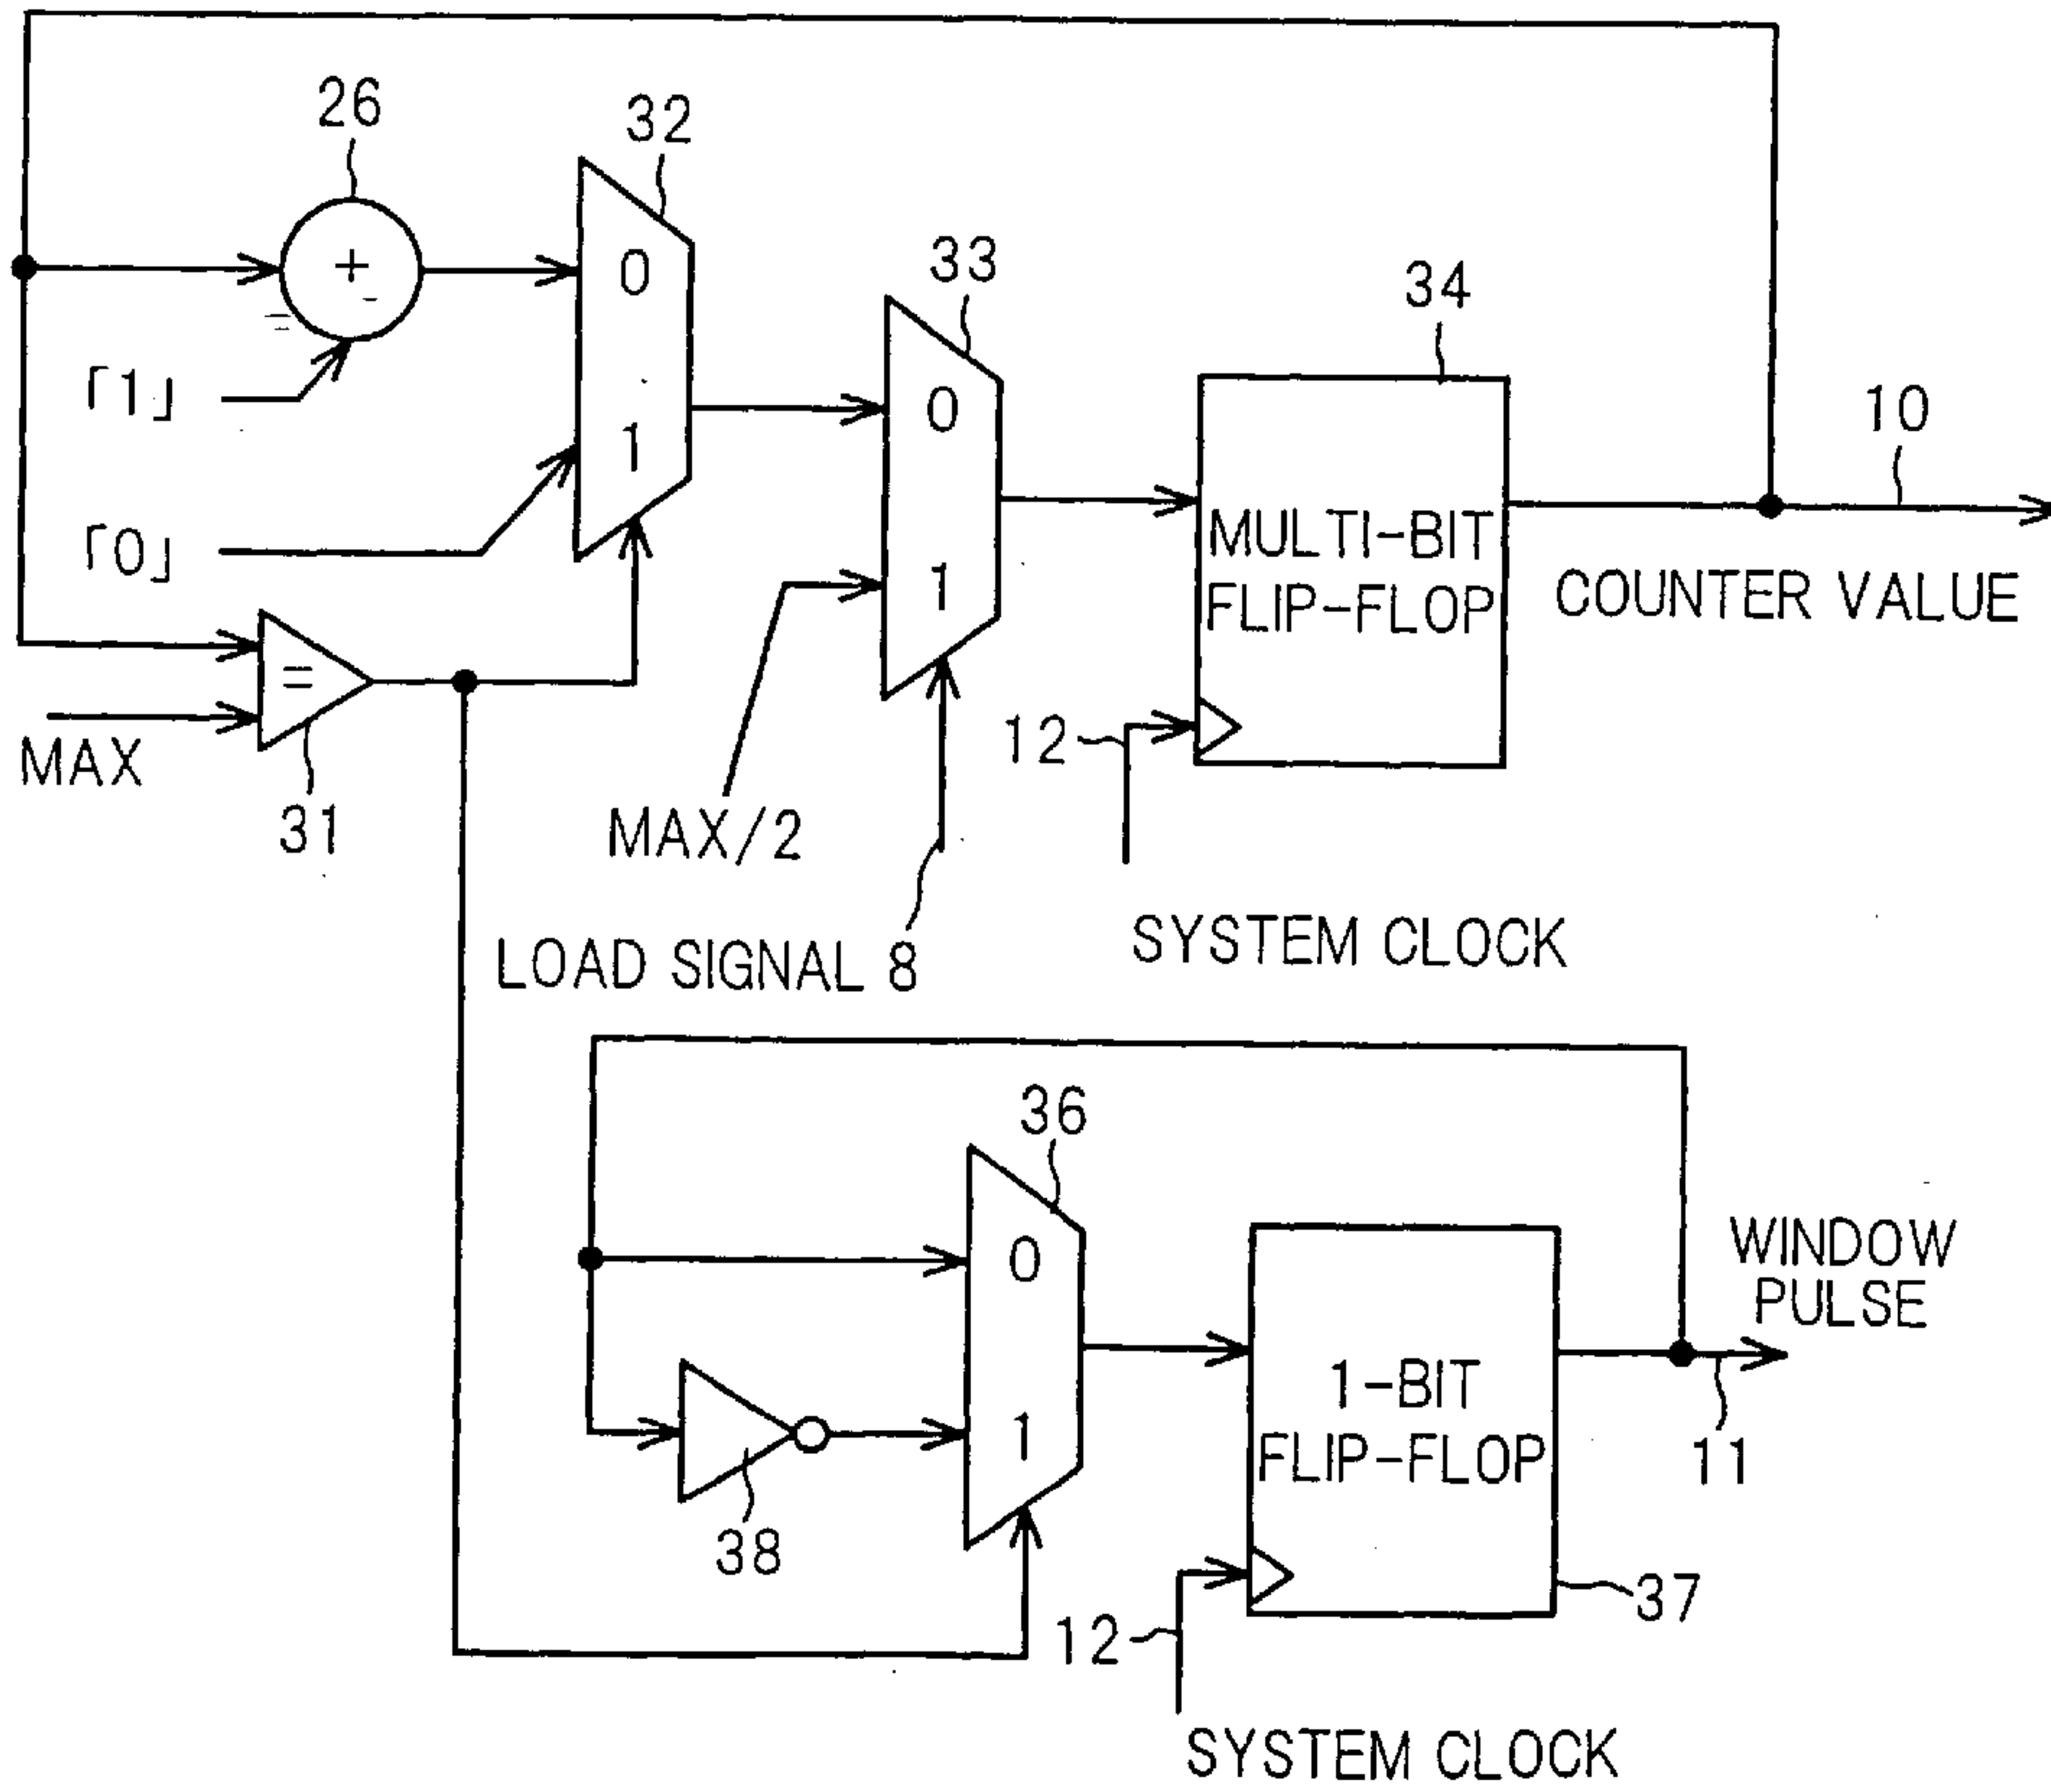 26
32
33
34
+
0
1
「1」
「0」
0
1
10
MULTI-BIT
FLIP-FLOP
COUNTER VALUE
=
MAX
31
MAX/2
12
LOAD SIGNAL 8
SYSTEM CLOCK
36
0
1
38
1-BIT
FLIP-FLOP
WINDOW
PULSE
11
37
12
SYSTEM CLOCK